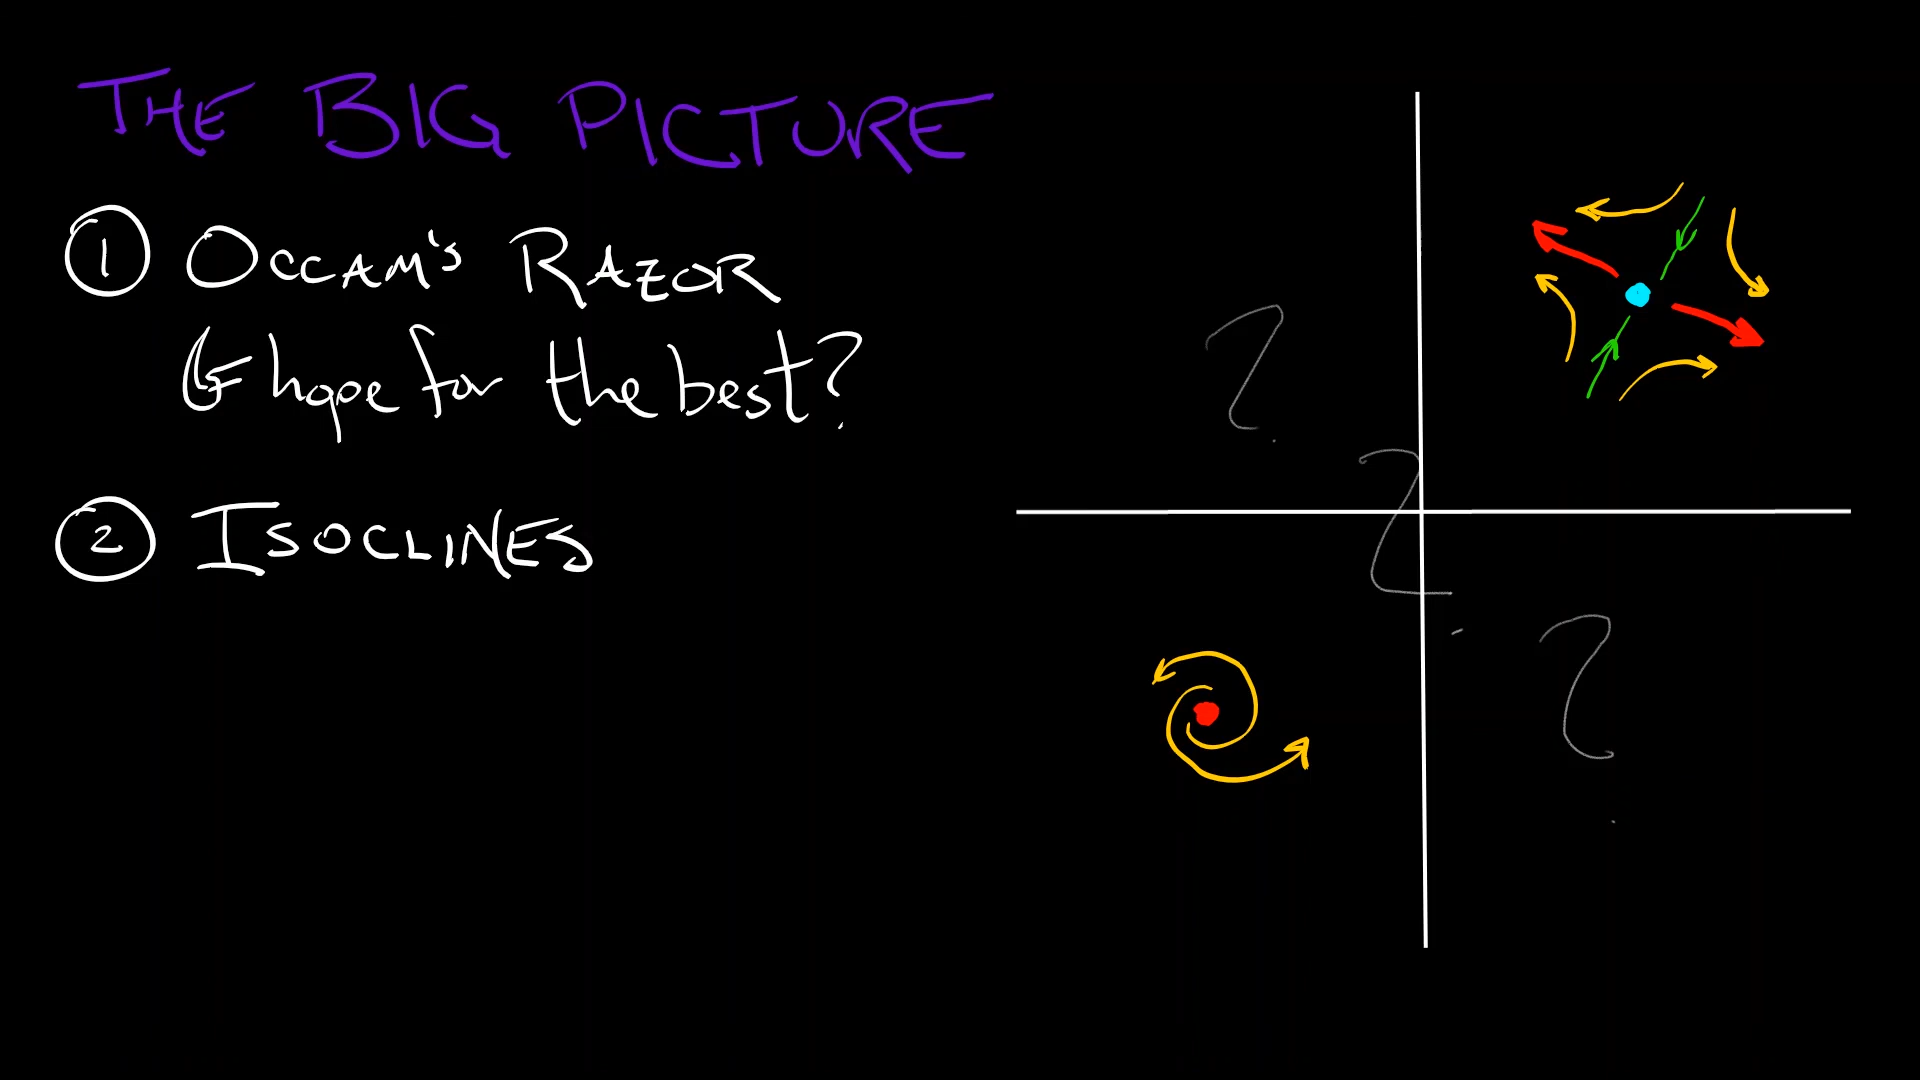 THE BIG PICTURE
1 OCCAM'S RAZOR
& hope for the best?
2 ISOCLINES
?
?
?